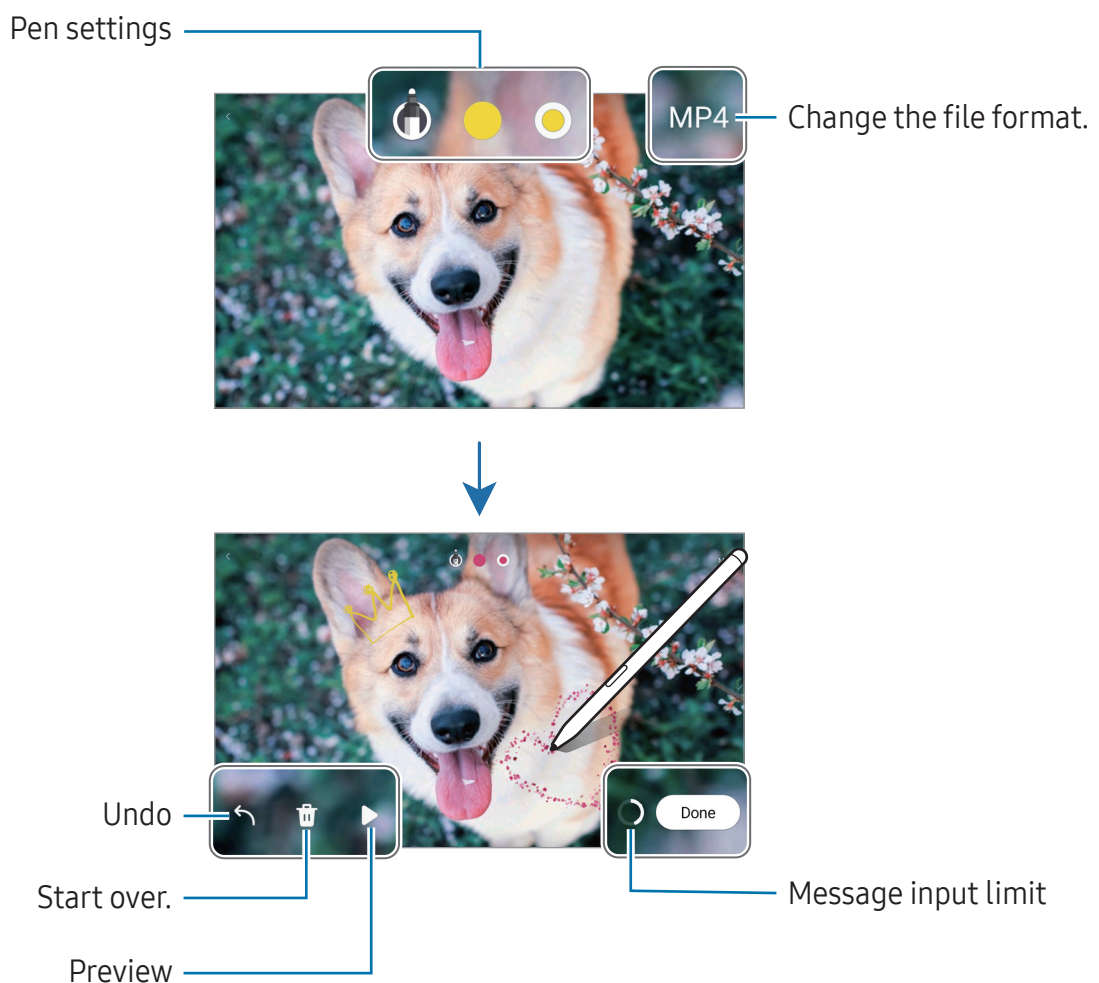 Pen settings
MP4
Change the file format.
Undo
Done
Start over.
Message input limit
Preview